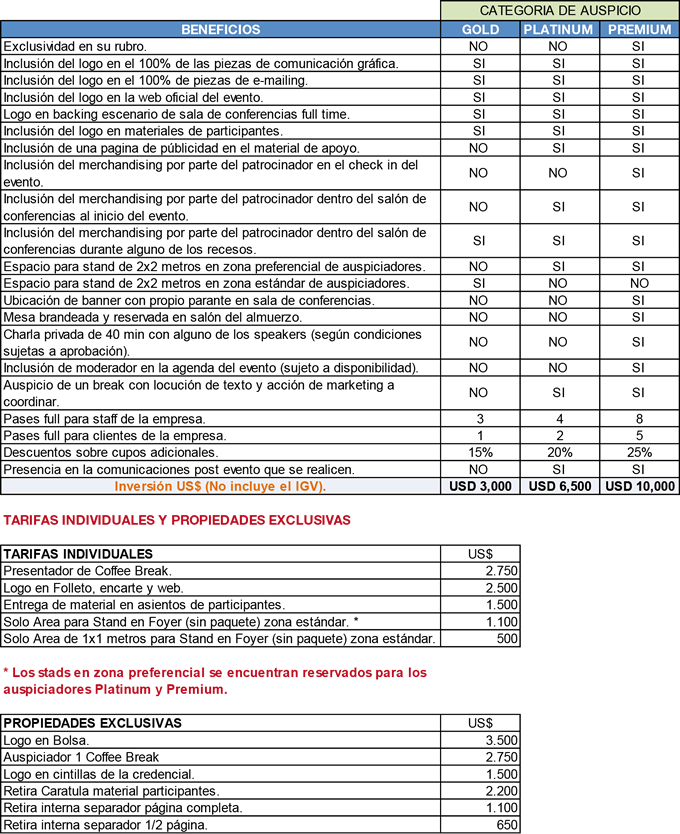 CATEGORIA DE AUSPICIO
BENEFICIOS GOLD PLATINUM PREMIUM
Exclusividad en su rubro. NO NO SI
Inclusión del logo en el 100% de las piezas de comunicación gráfica. SI SI SI
Inclusión del logo en el 100% de piezas de e-mailing. SI SI SI
Inclusión del logo en la web oficial del evento. SI SI SI
Logo en backing escenario de sala de conferencias full time. SI SI SI
Inclusión del logo en materiales de participantes. SI SI SI
Inclusión de una pagina de públicidad en el material de apoyo. NO SI SI
Inclusión del merchandising por parte del patrocinador en el check in del
evento. NO NO SI
Inclusión del merchandising por parte del patrocinador dentro del salón de
conferencias al inicio del evento. NO SI SI
Inclusión del merchandising por parte del patrocinador dentro del salón de
conferencias durante alguno de los recesos. SI SI SI
Espacio para stand de 2x2 metros en zona preferencial de auspiciadores. NO SI SI
Espacio para stand de 2x2 metros en zona estándar de auspiciadores. SI NO NO
Ubicación de banner con propio parante en sala de conferencias. NO NO SI
Mesa brandeada y reservada en salón del almuerzo. NO NO SI
Charla privada de 40 min con alguno de los speakers (según condiciones
sujetas a aprobación). NO NO SI
Inclusión de moderador en la agenda del evento (sujeto a disponibilidad). NO NO SI
Auspicio de un break con locución de texto y acción de marketing a
coordinar. NO SI SI
Pases full para staff de la empresa. 3 4 8
Pases full para clientes de la empresa. 1 2 5
Descuentos sobre cupos adicionales. 15% 20% 25%
Presencia en la comunicaciones post evento que se realicen. NO SI SI
Inversión US$ (No incluye el IGV). USD 3,000 USD 6,500 USD 10,000
TARIFAS INDIVIDUALES Y PROPIEDADES EXCLUSIVAS
TARIFAS INDIVIDUALES US$
Presentador de Coffee Break. 2.750
Logo en Folleto, encarte y web. 2.500
Entrega de material en asientos de participantes. 1.500
Solo Area para Stand en Foyer (sin paquete) zona estándar. * 1.100
Solo Area de 1x1 metros para Stand en Foyer (sin paquete) zona estándar. 500
* Los stads en zona preferencial se encuentran reservados para los
auspiciadores Platinum y Premium.
PROPIEDADES EXCLUSIVAS US$
Logo en Bolsa. 3.500
Auspiciador 1 Coffee Break 2.750
Logo en cintillas de la credencial. 1.500
Retira Caratula material participantes. 2.200
Retira interna separador página completa. 1.100
Retira interna separador 1/2 página. 650